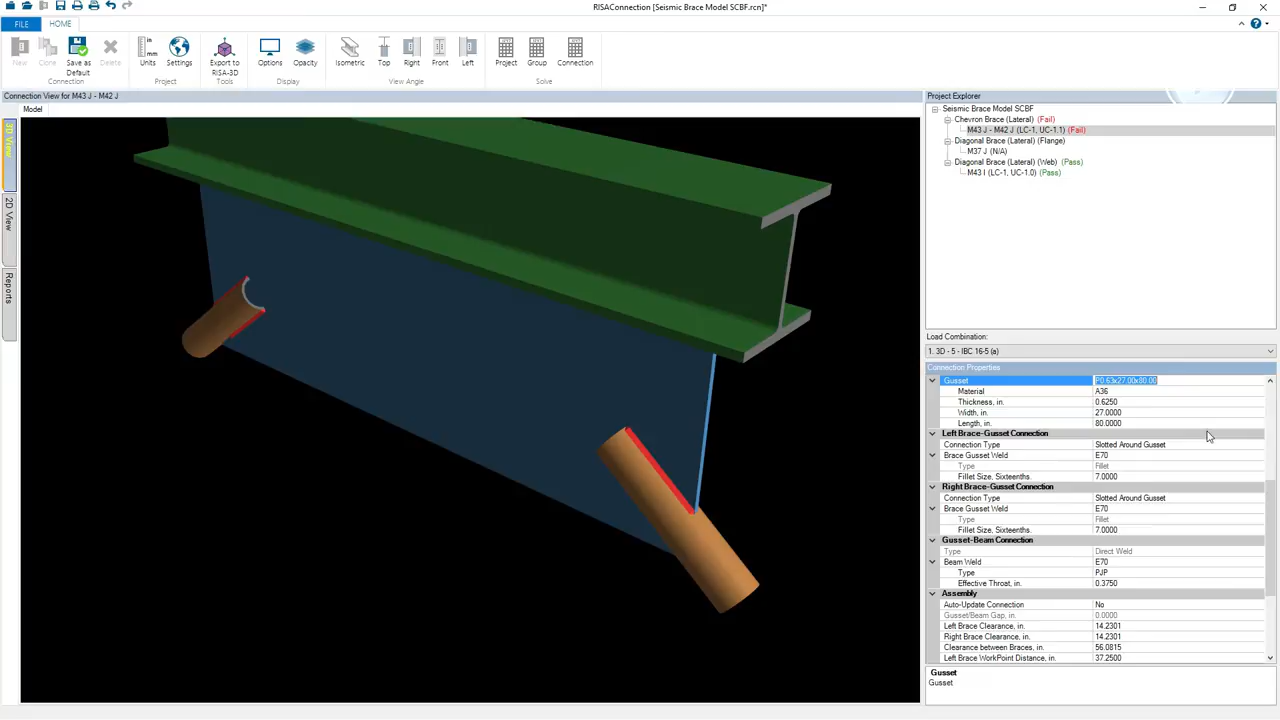 RISAConnection [Seismic Brace Model SCBF.rcn]*
FILE HOME
New Clone Save as Default Delete Units Settings Export to RISA-3D Options Opacity Isometric Top Right Front Left Project Group Connection
Connection Project Tools Display View Angle Solve
Connection View for M43 J - M42 J
Model
3D View
2D View
Reports
Project Explorer
Seismic Brace Model SCBF
Chevron Brace (Lateral) (Fail)
M43 J - M42 J (LC-1, UC-1.1) (Fail)
Diagonal Brace (Lateral) (Flange)
M37 J (N/A)
Diagonal Brace (Lateral) (Web) (Pass)
M43 I (LC-1, UC-1.0) (Pass)
Load Combination:
1. 3D - 5 - IBC 16-5 (a)
Connection Properties
Gusset P0.63x27.00x80.00
Material A36
Thickness, in. 0.6250
Width, in. 27.0000
Length, in. 80.0000
Left Brace-Gusset Connection
Connection Type Slotted Around Gusset
Brace Gusset Weld E70
Type Fillet
Fillet Size, Sixteenths. 7.0000
Right Brace-Gusset Connection
Connection Type Slotted Around Gusset
Brace Gusset Weld E70
Type Fillet
Fillet Size, Sixteenths. 7.0000
Gusset-Beam Connection
Type Direct Weld
Beam Weld E70
Type PJP
Effective Throat, in. 0.3750
Assembly
Auto-Update Connection No
Gusset/Beam Gap, in. 0.0000
Left Brace Clearance, in. 14.2301
Right Brace Clearance, in. 14.2301
Clearance between Braces, in. 56.0815
Left Brace WorkPoint Distance, in. 37.2500
Gusset
Gusset